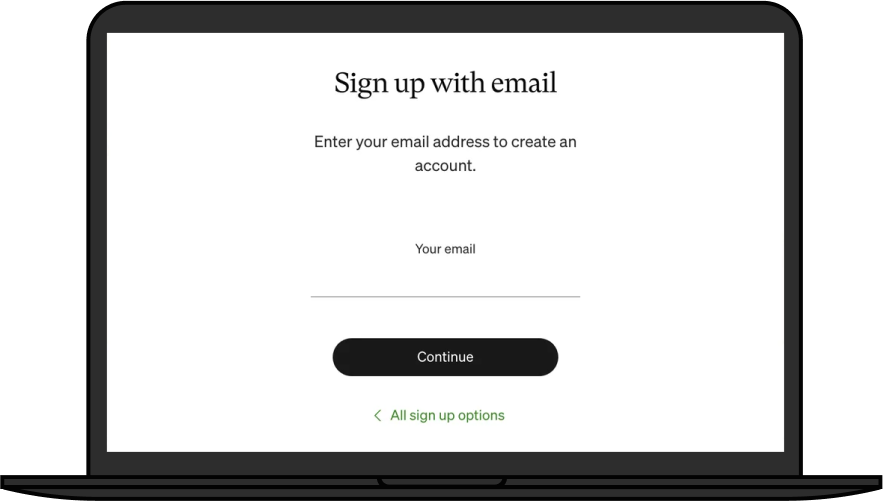 Sign up with email
Enter your email address to create an
account.
Your email
Continue
All sign up options